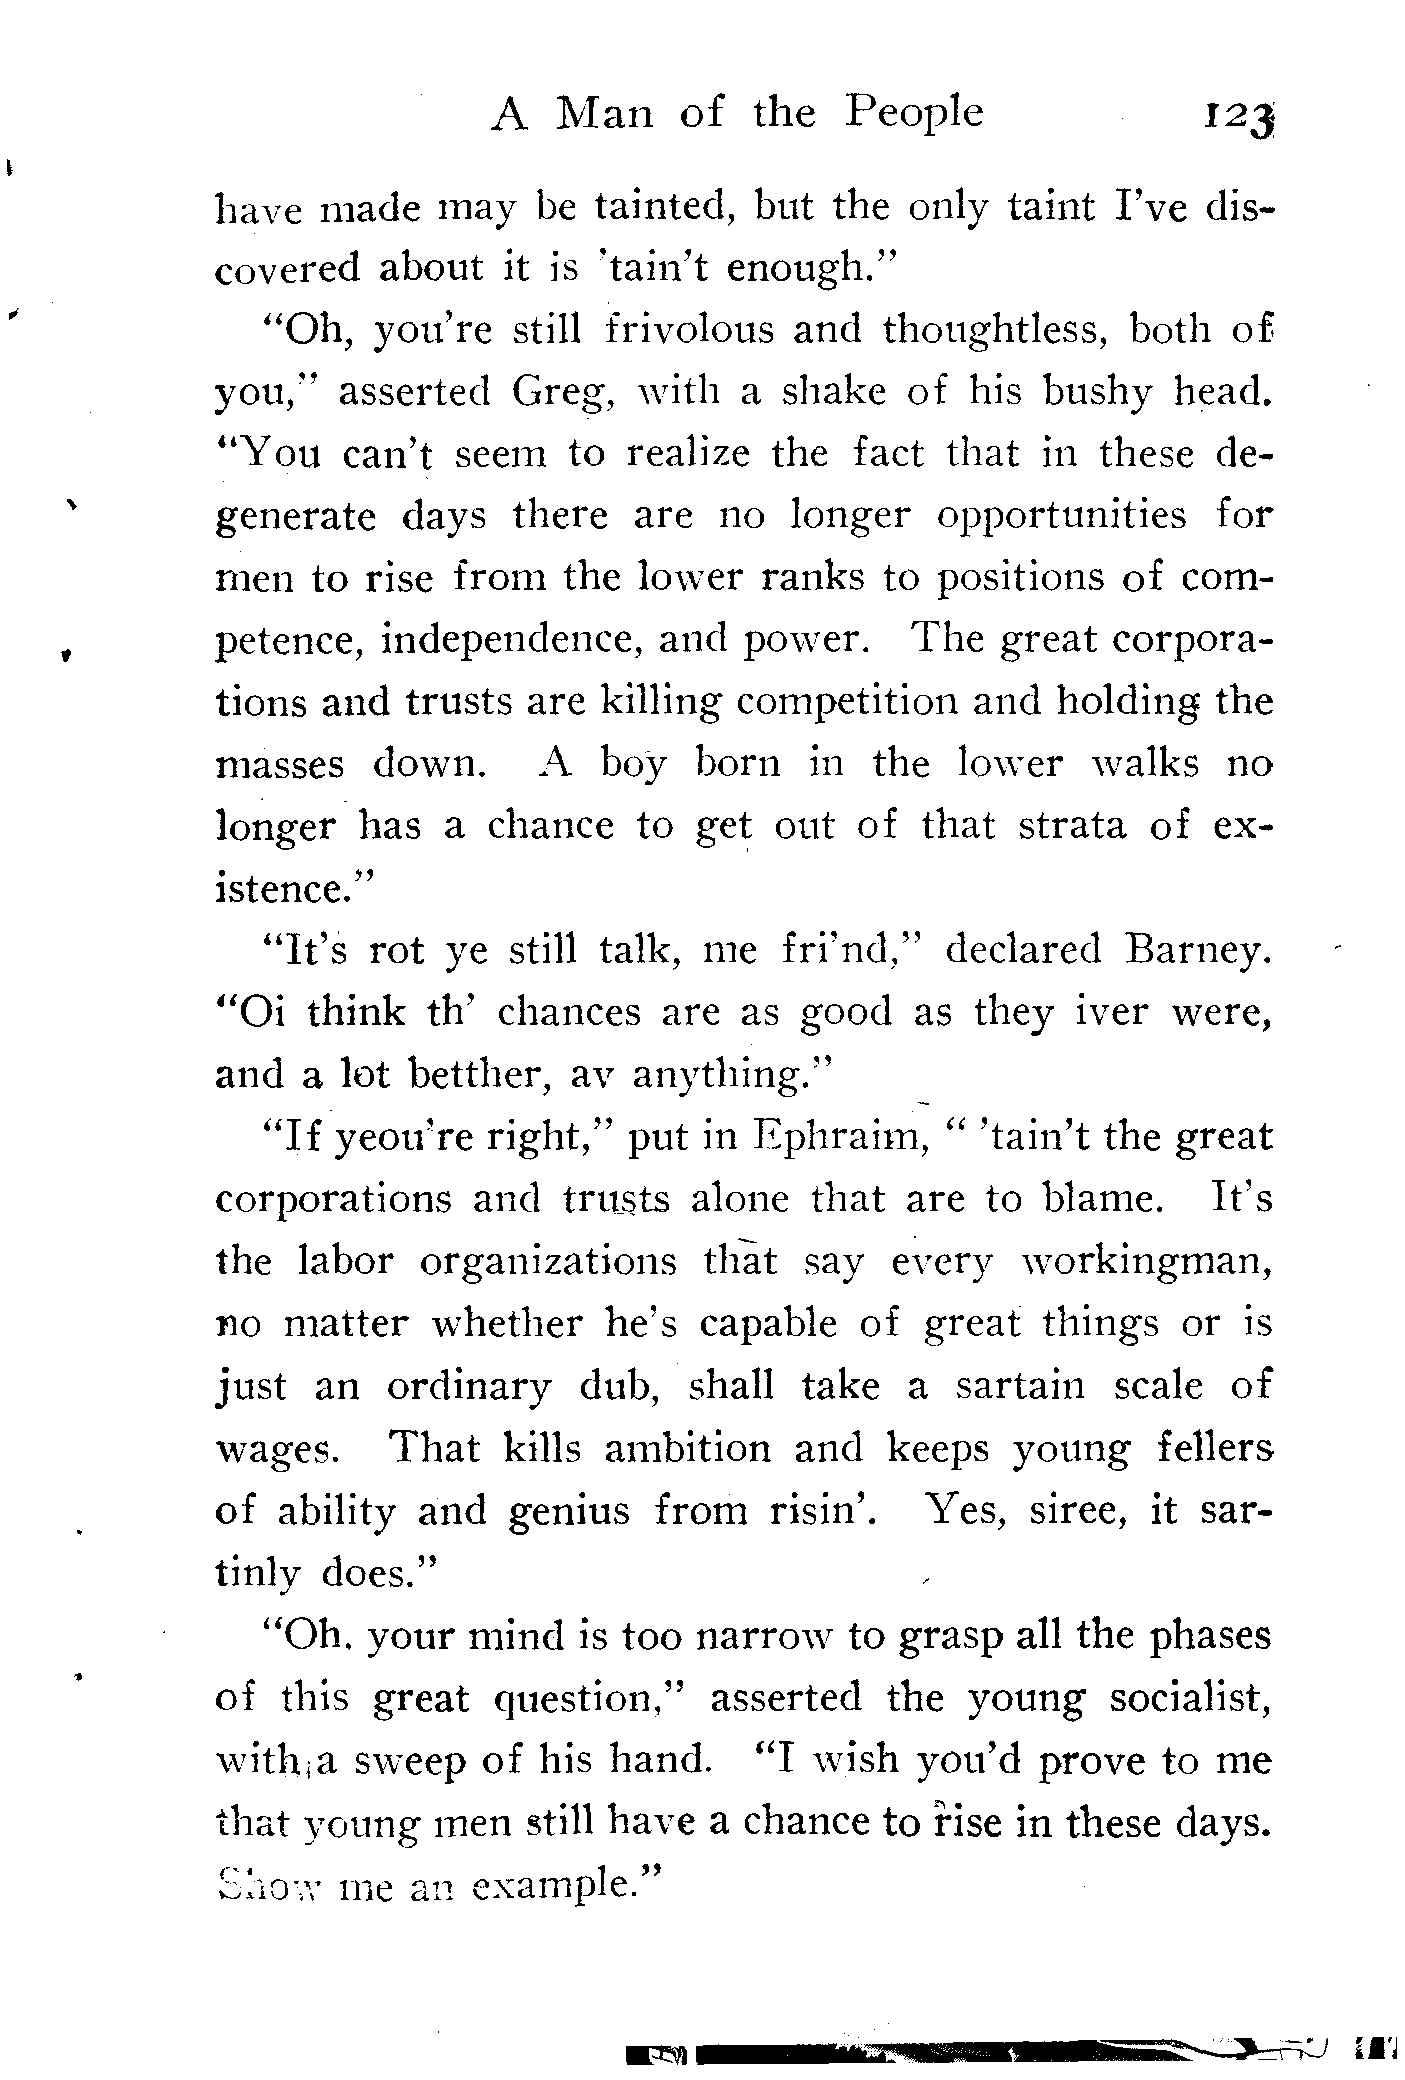 A Man of the People 123
have made may be tainted, but the only taint I've dis-
covered about it is 'tain't enough."
"Oh, you're still frivolous and thoughtless, both of
you," asserted Greg, with a shake of his bushy head.
"You can't seem to realize the fact that in these de-
generate days there are no longer opportunities for
men to rise from the lower ranks to positions of com-
petence, independence, and power. The great corpora-
tions and trusts are killing competition and holding the
masses down. A boy born in the lower walks no
longer has a chance to get out of that strata of ex-
istence."
"It's rot ye still talk, me fri'nd," declared Barney.
"Oi think th' chances are as good as they iver were,
and a lot betther, av anything."
"If yeou're right," put in Ephraim, " 'tain't the great
corporations and trusts alone that are to blame. It's
the labor organizations that say every workingman,
no matter whether he's capable of great things or is
just an ordinary dub, shall take a sartain scale of
wages. That kills ambition and keeps young fellers
of ability and genius from risin'. Yes, siree, it sar-
tinly does."
"Oh, your mind is too narrow to grasp all the phases
of this great question," asserted the young socialist,
with a sweep of his hand. "I wish you'd prove to me
that young men still have a chance to rise in these days.
Show me an example."